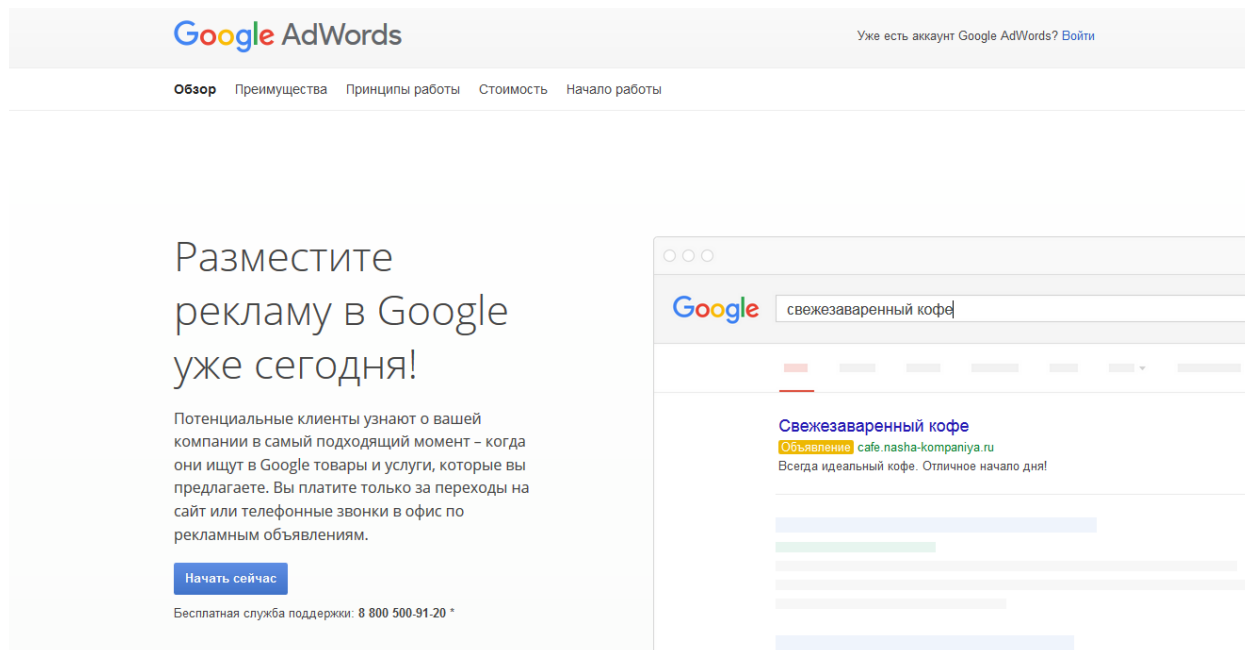 Google AdWords
Уже есть аккаунт Google AdWords? Войти
Обзор Преимущества Принципы работы Стоимость Начало работы
Разместите
рекламу в Google
уже сегодня!
Потенциальные клиенты узнают о вашей
компании в самый подходящий момент – когда
они ищут в Google товары и услуги, которые вы
предлагаете. Вы платите только за переходы на
сайт или телефонные звонки в офис по
рекламным объявлениям.
Начать сейчас
Бесплатная служба поддержки: 8 800 500-91-20 *
Google свежезаваренный кофе
Свежезаваренный кофе
Объявление cafe.nasha-kompaniya.ru
Всегда идеальный кофе. Отличное начало дня!